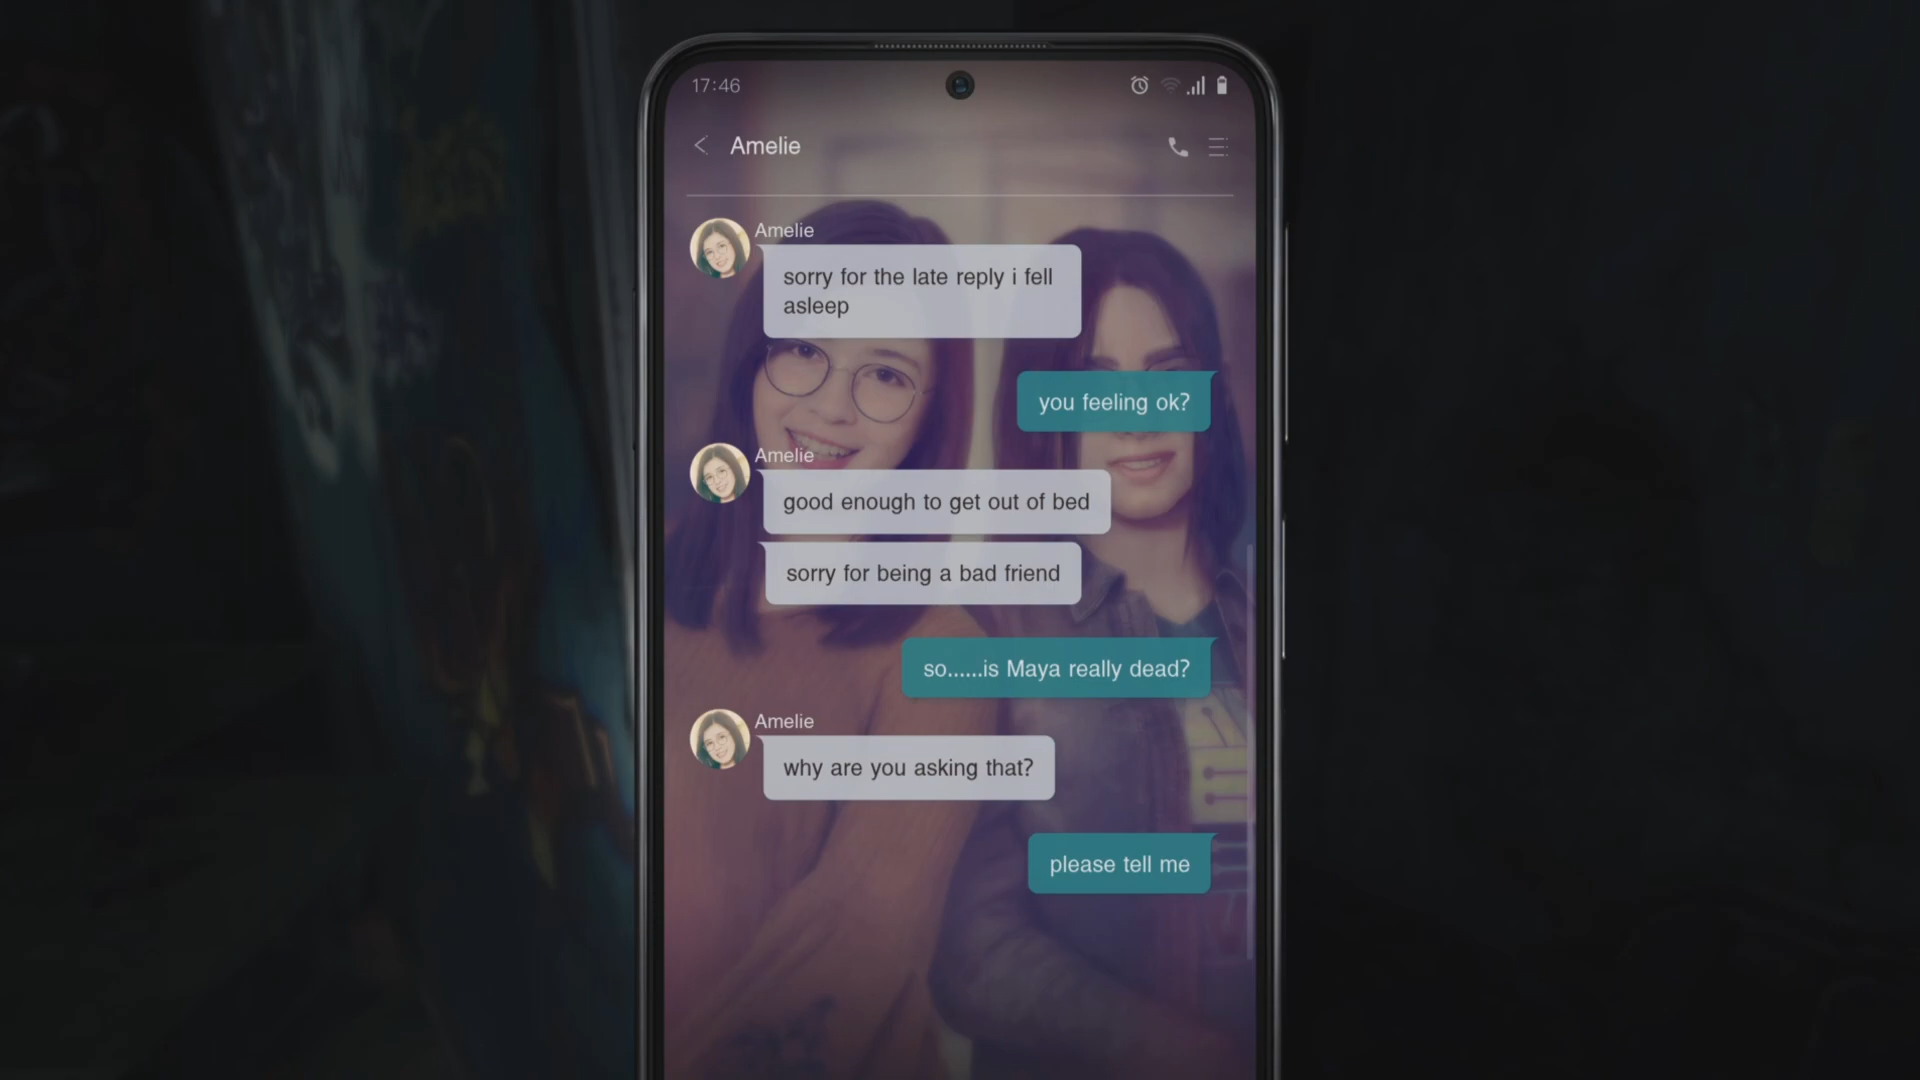 17:46
Amelie
Amelie
sorry for the late reply i fell
asleep
you feeling ok?
Amelie
good enough to get out of bed
sorry for being a bad friend
so......is Maya really dead?
Amelie
why are you asking that?
please tell me